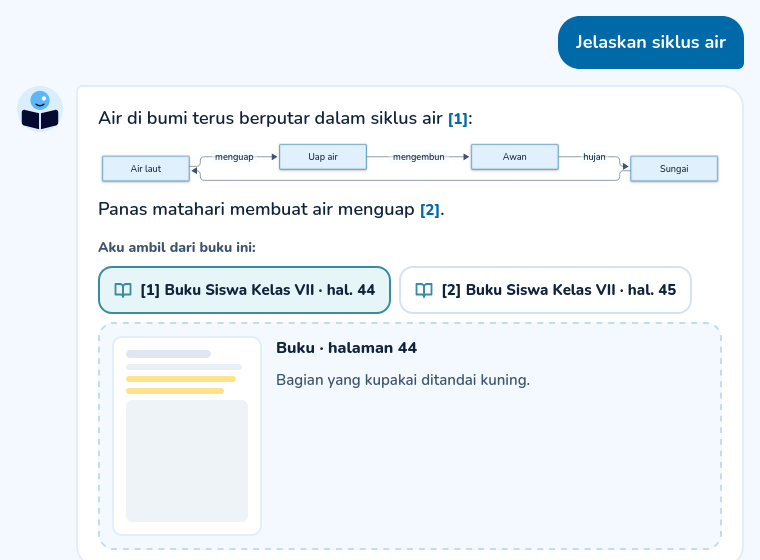 Jelaskan siklus air
Air di bumi terus berputar dalam siklus air [1]:
Air laut
menguap
Uap air
mengembun
Awan
hujan
Sungai
Panas matahari membuat air menguap [2].
Aku ambil dari buku ini:
[1] Buku Siswa Kelas VII · hal. 44
[2] Buku Siswa Kelas VII · hal. 45
Buku · halaman 44
Bagian yang kupakai ditandai kuning.